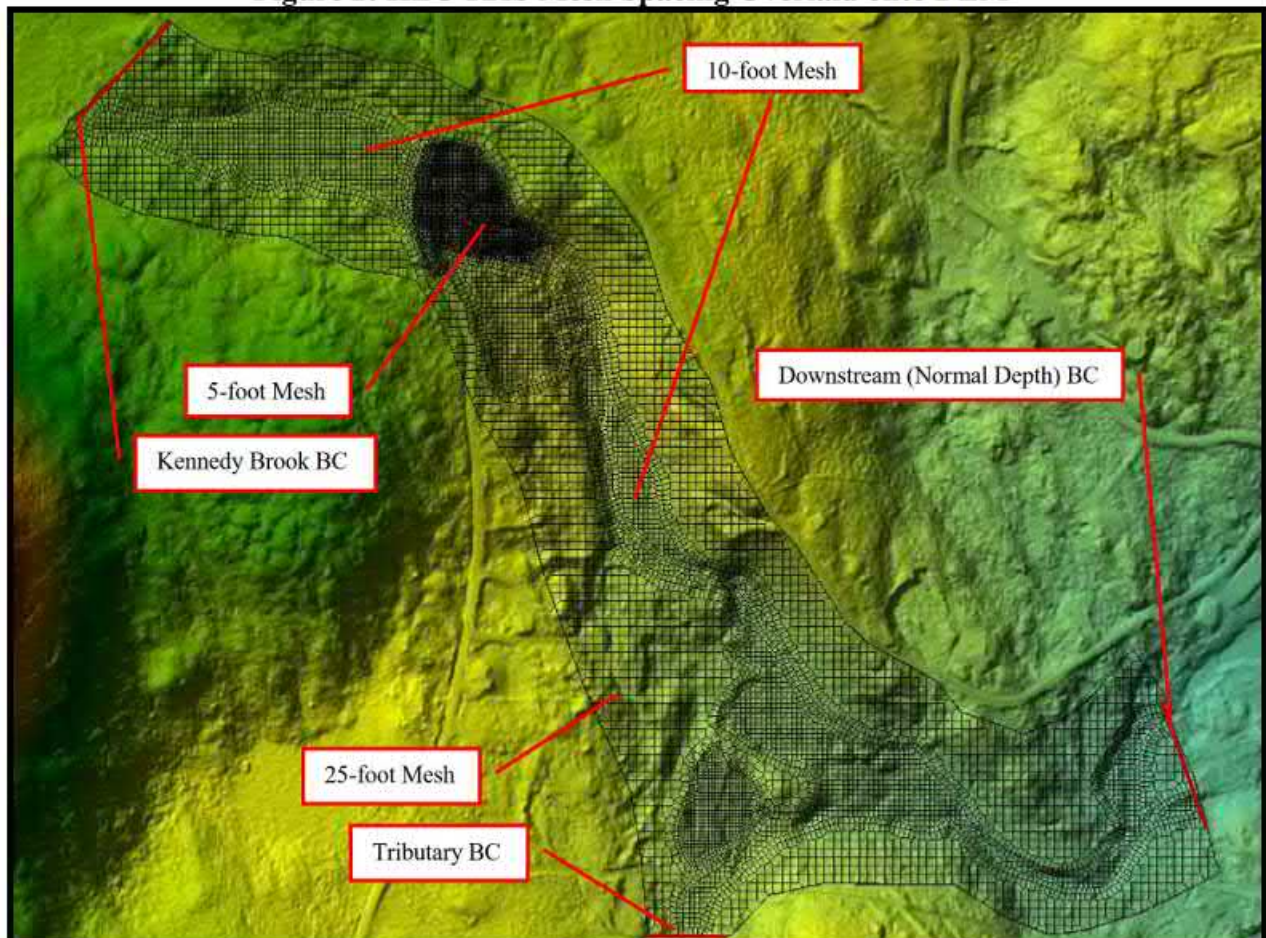 10-foot Mesh
5-foot Mesh
Downstream (Normal Depth) BC
Kennedy Brook BC
25-foot Mesh
Tributary BC